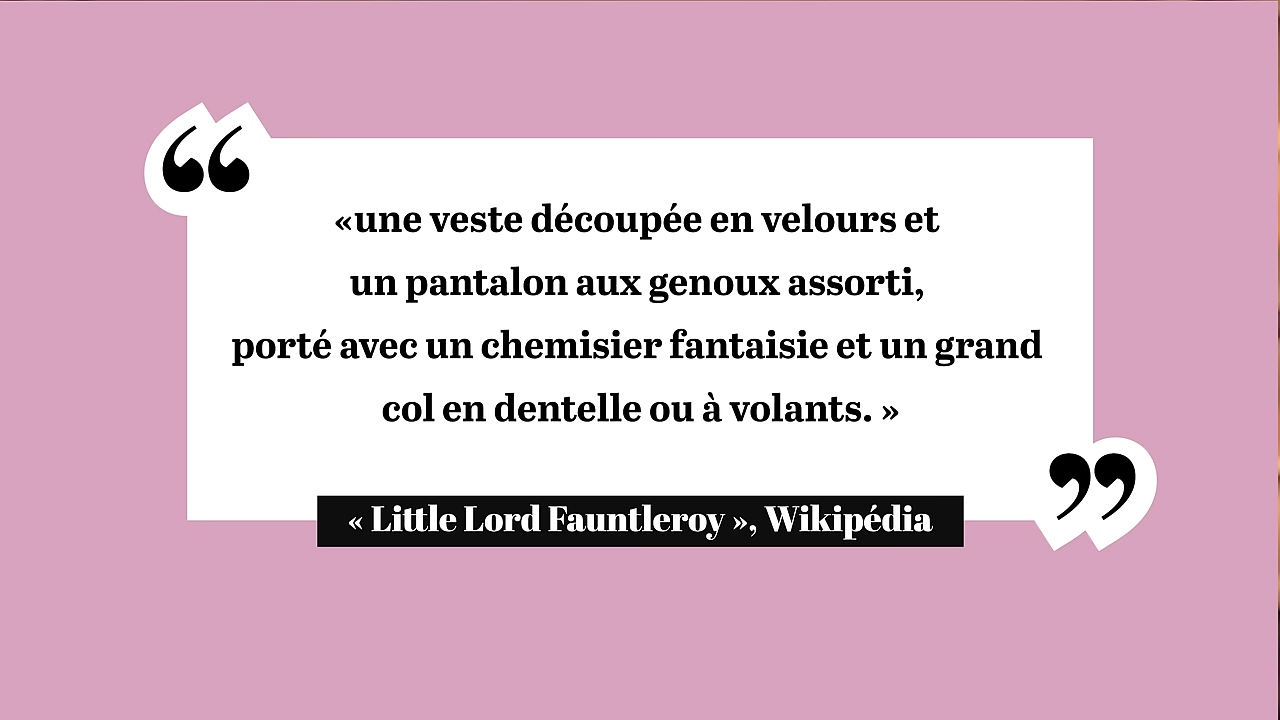 «une veste découpée en velours et
un pantalon aux genoux assorti,
porté avec un chemisier fantaisie et un grand
col en dentelle ou à volants. »
« Little Lord Fauntleroy », Wikipédia